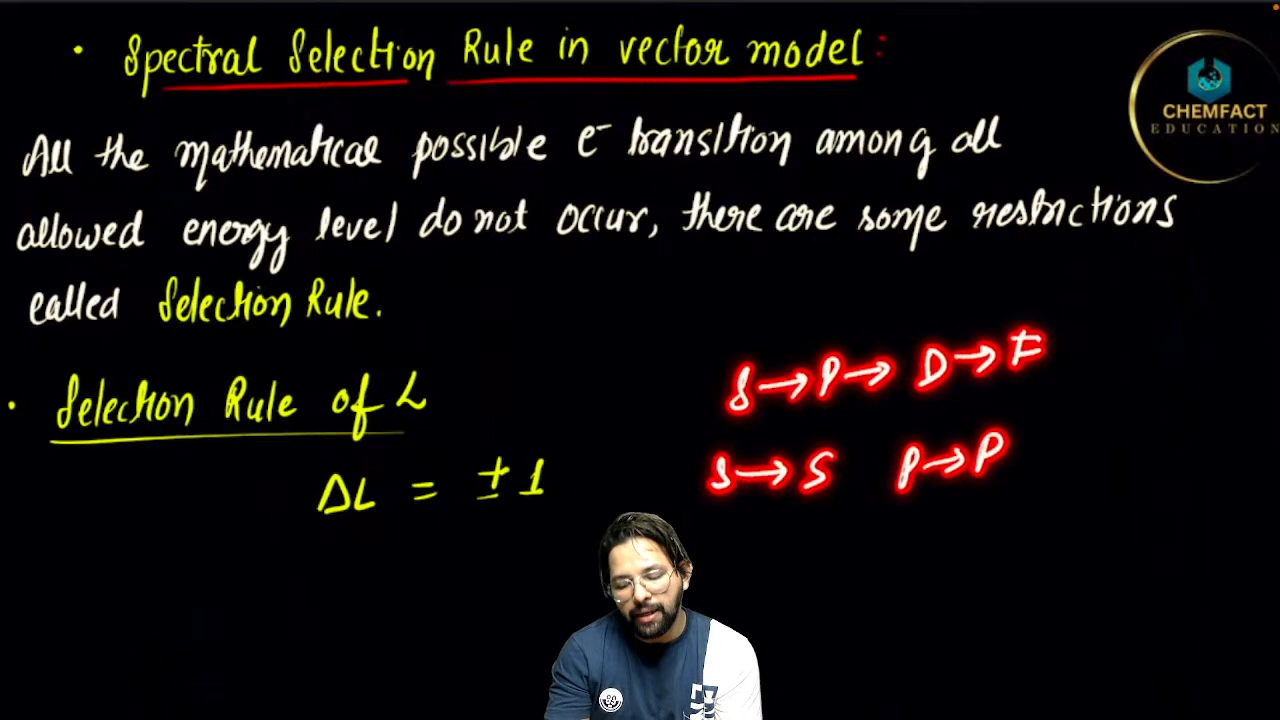 • Spectral Selection Rule in vector model:
CHEMFACT
EDUCATION
All the mathematical possible e⁻ transition among all
allowed energy level do not occur, there are some restrictions
called Selection Rule.
S→P→D→F
• Selection Rule of L
S→S P→P
ΔL = ±1